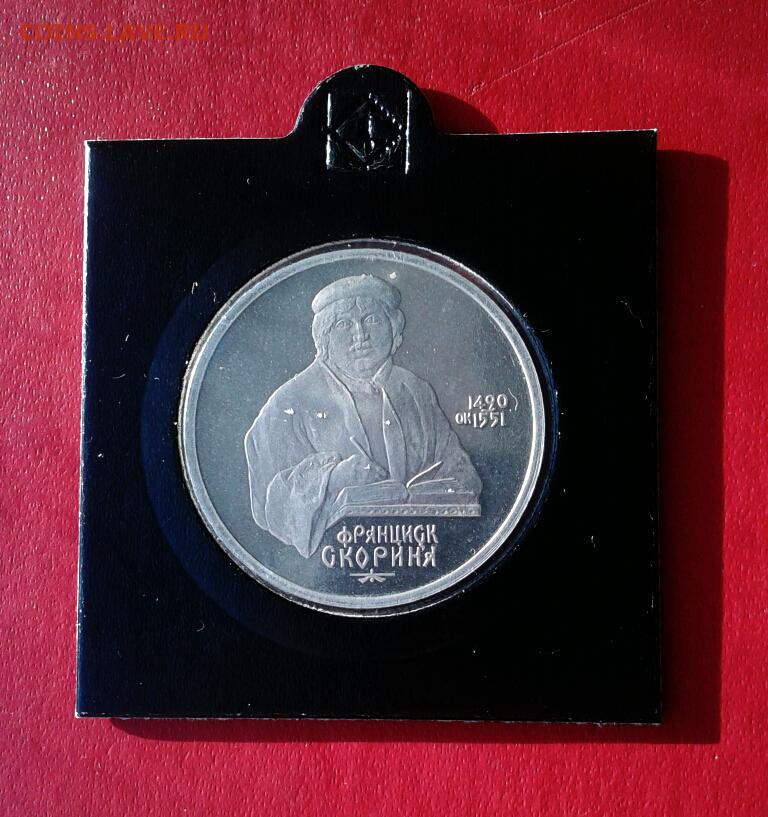 COINS.LAVE.RU
1490
ОК 1551
ФРАНЦИСК
СКОРИНА